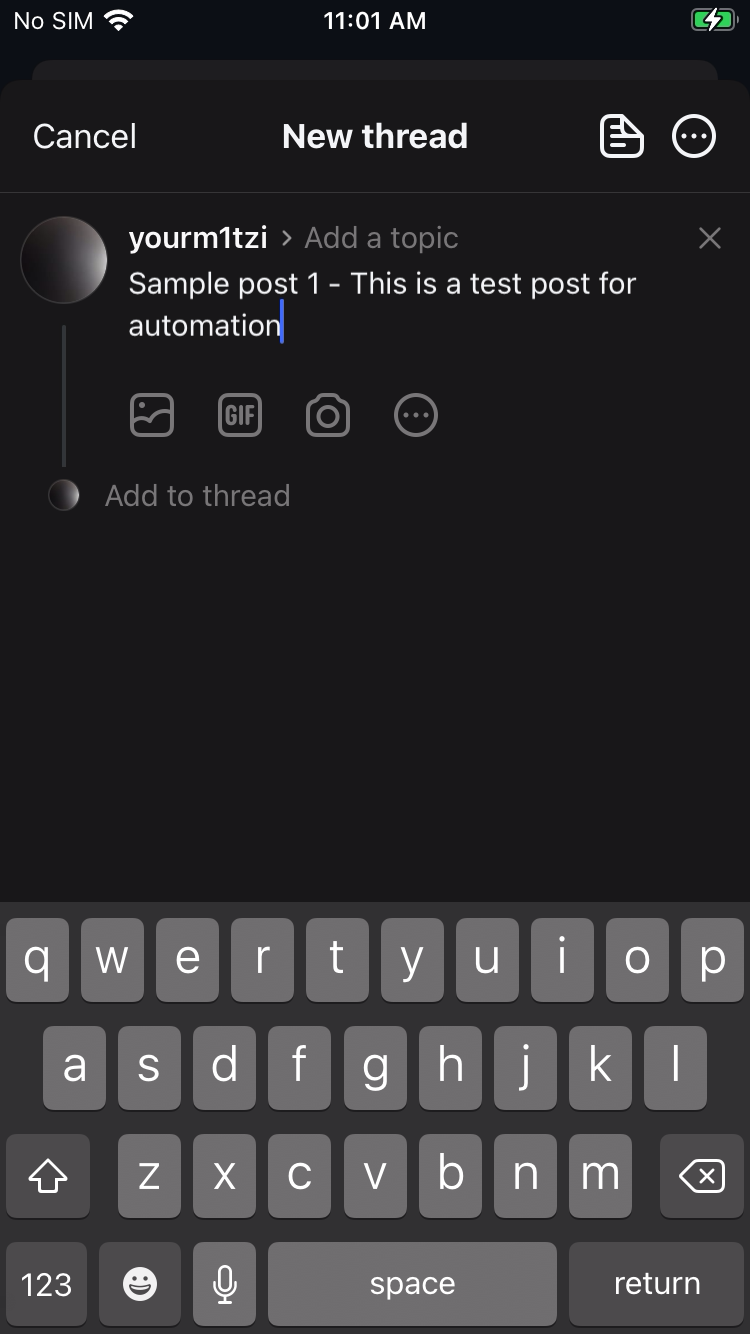 No SIM 11:01 AM
Cancel New thread
yourm1tzi > Add a topic
Sample post 1 - This is a test post for
automation
GIF
Add to thread
q w e r t y u i o p
a s d f g h j k l
z x c v b n m
123 space return